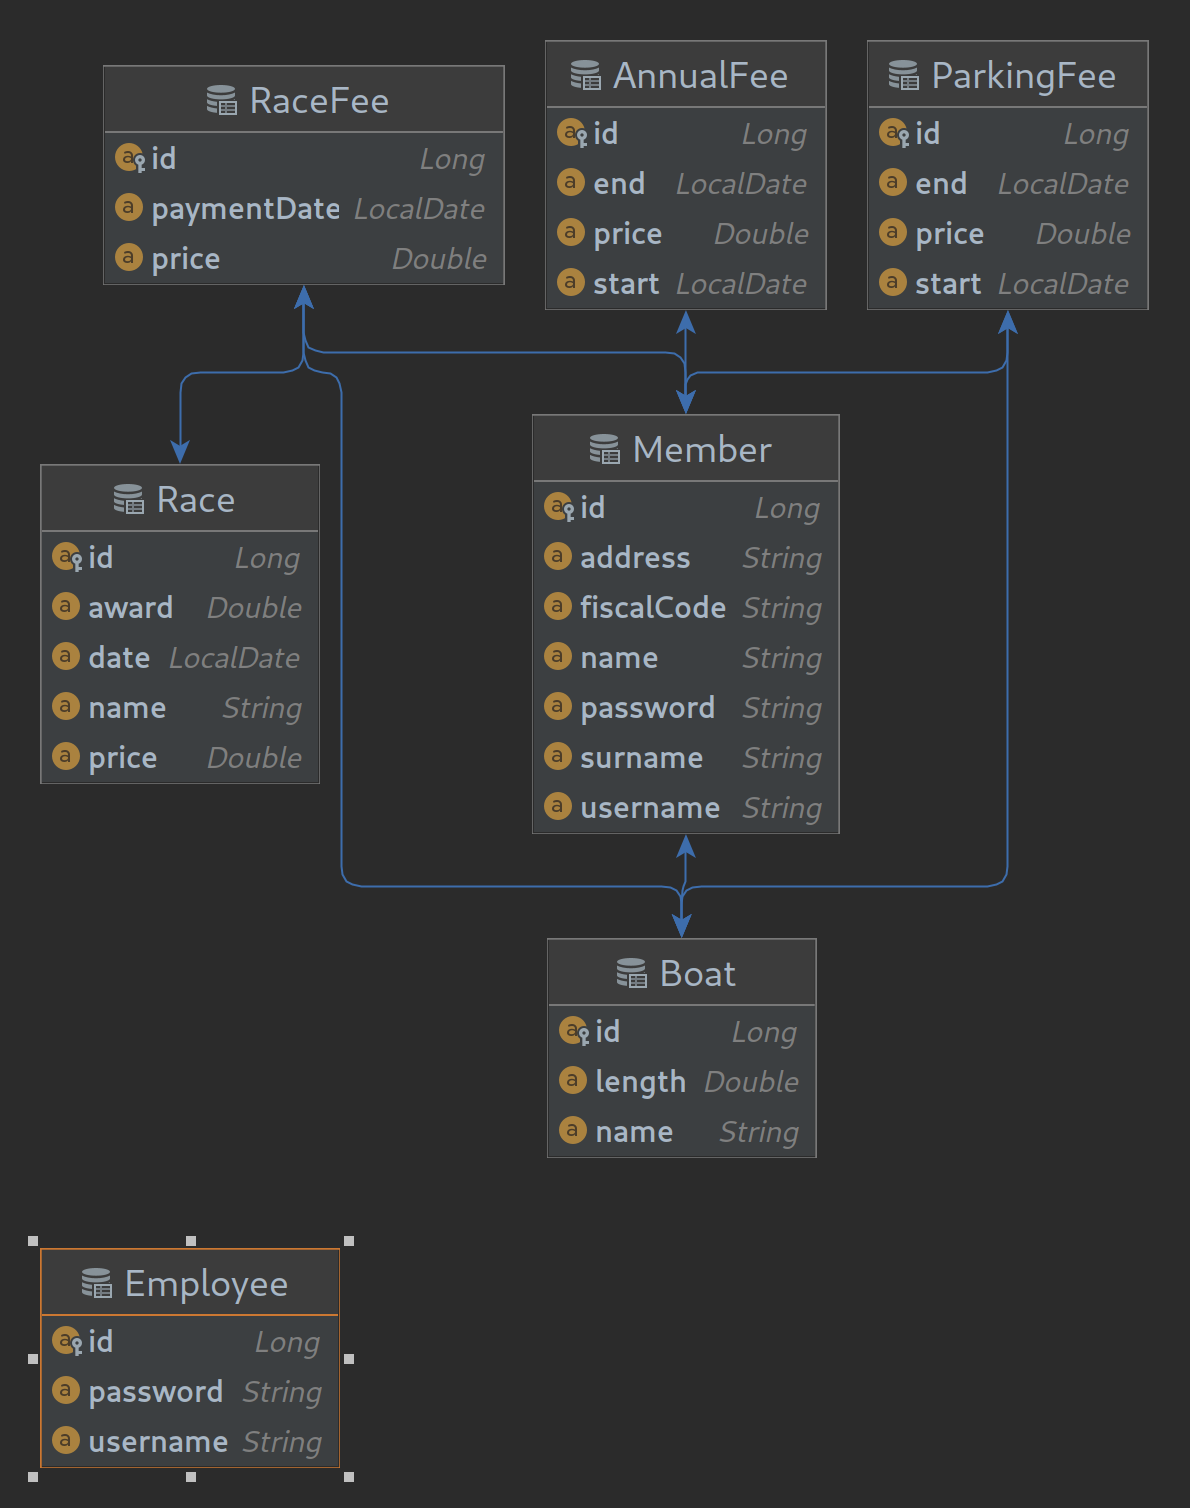 RaceFee
id Long
paymentDate LocalDate
price Double
AnnualFee
id Long
end LocalDate
price Double
start LocalDate
ParkingFee
id Long
end LocalDate
price Double
start LocalDate
Race
id Long
award Double
date LocalDate
name String
price Double
Member
id Long
address String
fiscalCode String
name String
password String
surname String
username String
Boat
id Long
length Double
name String
Employee
id Long
password String
username String